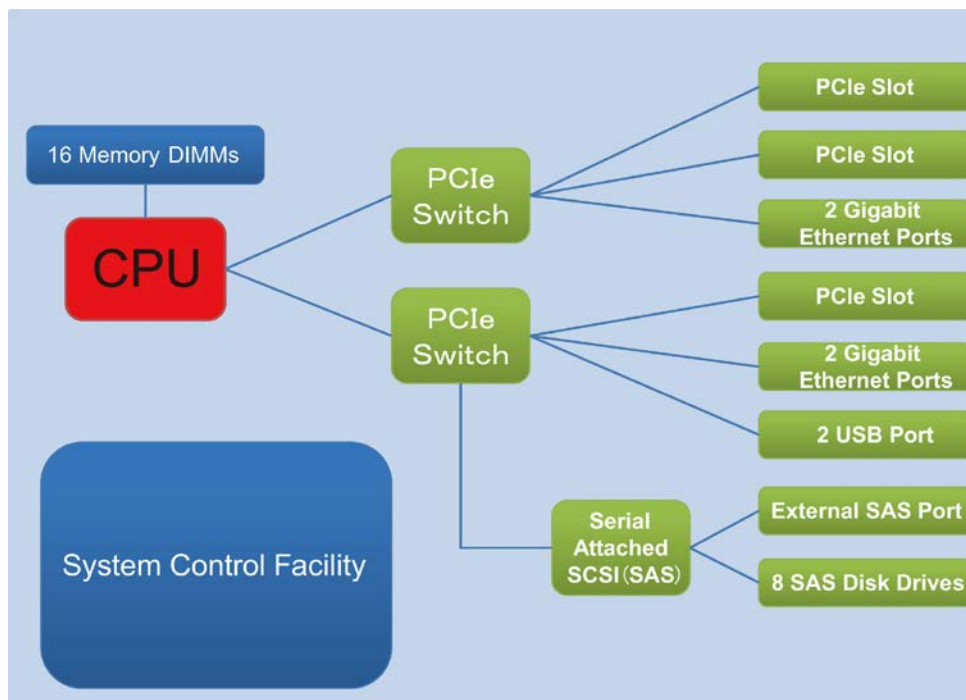 16 Memory DIMMs
CPU
PCIe
Switch
PCIe
Switch
PCIe Slot
PCIe Slot
2 Gigabit
Ethernet Ports
PCIe Slot
2 Gigabit
Ethernet Ports
2 USB Port
Serial
Attached
SCSI(SAS)
External SAS Port
8 SAS Disk Drives
System Control Facility